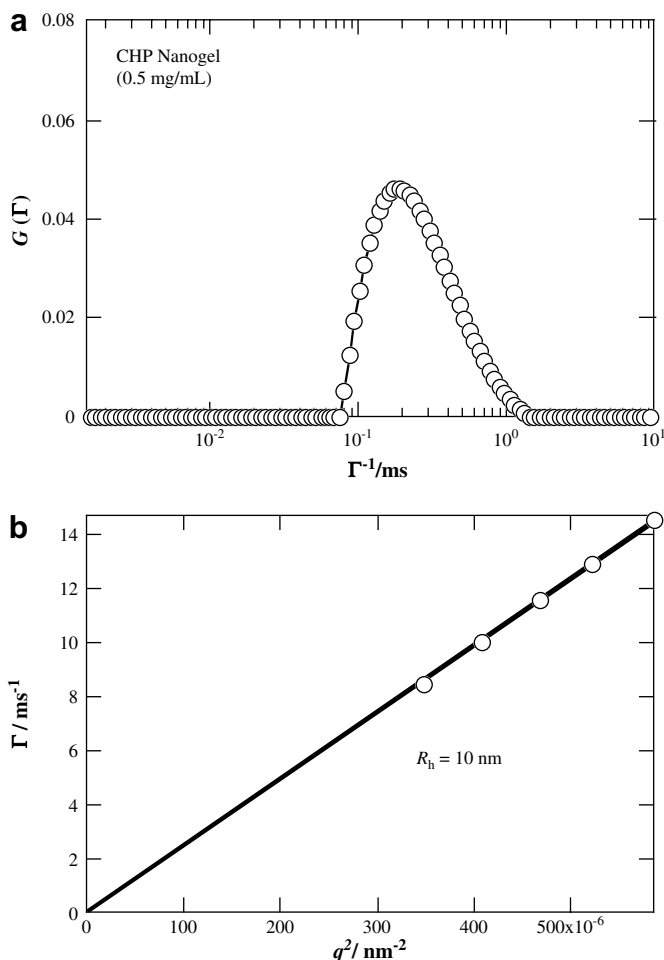 a
0.08
CHP Nanogel
(0.5 mg/mL)
0.06
0.04
0.02
0
G (Γ)
10⁻² 10⁻¹ 10⁰ 10¹
Γ⁻¹/ms
b
14
12
10
8
6
4
2
0
Γ / ms⁻¹
R_h = 10 nm
0 100 200 300 400 500x10⁻⁶
q²/ nm⁻²